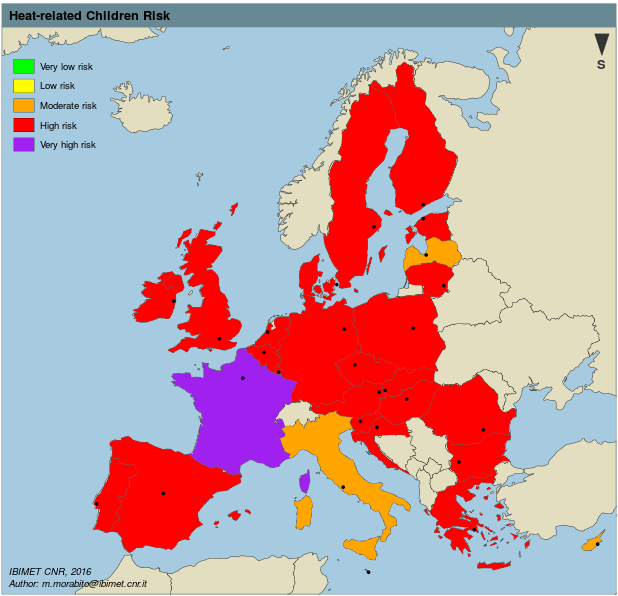 Heat-related Children Risk
S
Very low risk
Low risk
Moderate risk
High risk
Very high risk
IBIMET CNR, 2016
Author: m.morabito@ibimet.cnr.it